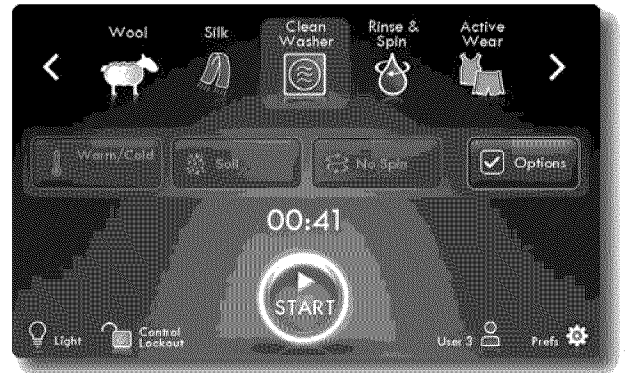 Wool
Silk
Clean
Washer
Rinse &
Spin
Active
Wear
Warm/Cold
Soil
No Spin
Options
00:41
START
Light
Control
Lockout
User 3
Prefs